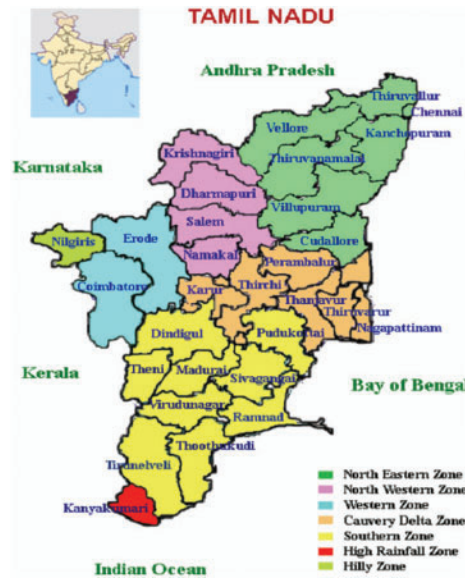 TAMIL NADU
Andhra Pradesh
Thiruvallur
Chennai
Vellore
Kanchepuram
Krishnagiri
Thiruvanamalai
Karnataka
Dharmapuri
Salem
Villupuram
Nilgiris
Erode
Cudallore
Namakal
Perambalur
Coimbatory
Karur
Thirchi
Thanjavur
Thiruvarur
Nagapattinam
Dindigul
Pudukottai
Kerala
Theni
Madurai
Sivagangai
Bay of Bengal
Virudunagar
Ramnad
Thoothukudi
Tirunelveli
Kanyakumari
North Eastern Zone
North Western Zone
Western Zone
Cauvery Delta Zone
Southern Zone
High Rainfall Zone
Hilly Zone
Indian Ocean